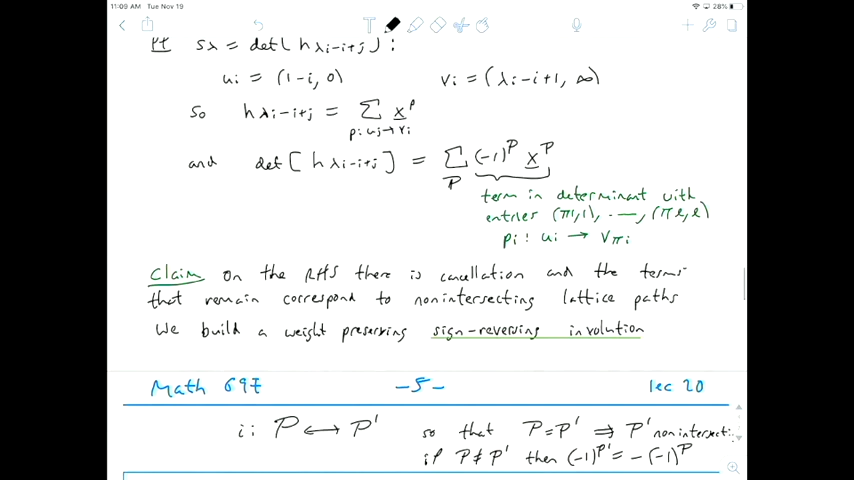 11:09 AM Tue Nov 19
28%
Pf sλ = det(hλi-i+j):
ui = (1-i, 0) vi = (λi-i+1, ∞)
so hλi-i+j = ∑ x^p
p: uj → vi
and det[hλi-i+j] = ∑ (-1)^P x^P
P
term in determinant with
entries (π1,1), ..., (πℓ,ℓ)
pi: ui → vπi
Claim On the RHS there is cancellation and the terms
that remain correspond to nonintersecting lattice paths
We build a weight preserving sign-reversing involution
Math 697 -5- lec 20
i: P ↔ P' so that P=P' ⇒ P' nonintersecti
if P≠P' then (-1)^P' = -(-1)^P